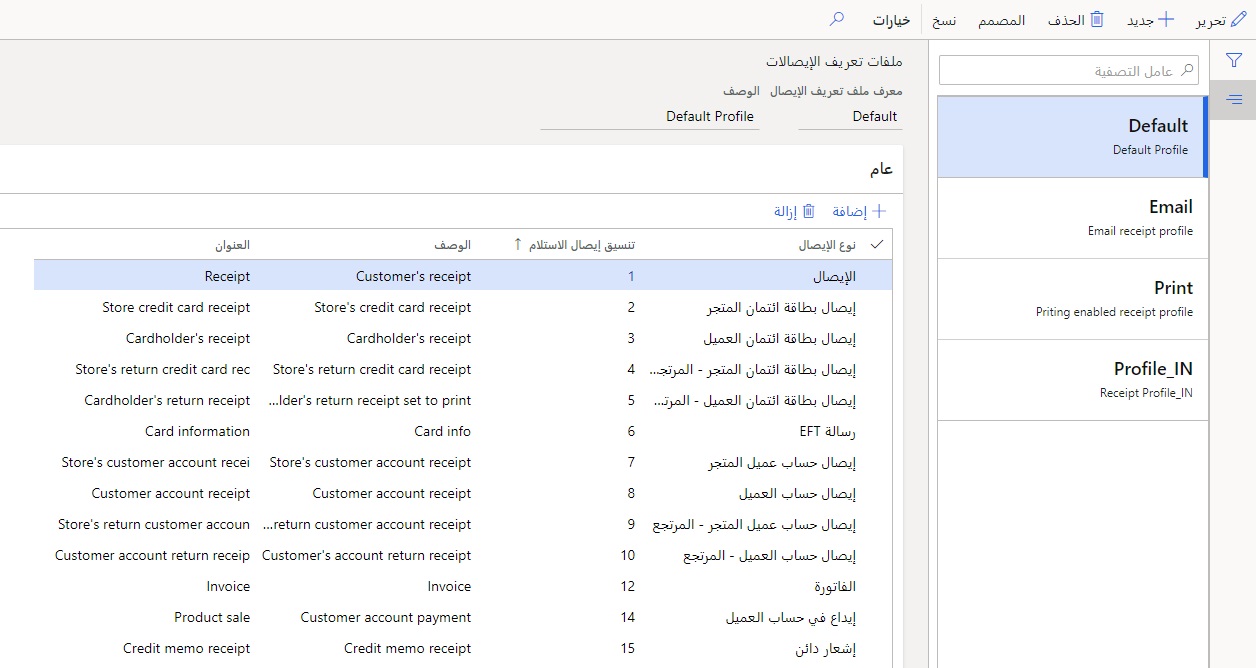 تحرير جديد الحذف المصمم نسخ خيارات
عامل التصفية
Default
Default Profile
Email
Email receipt profile
Print
Priting enabled receipt profile
Profile_IN
Receipt Profile_IN
ملفات تعريف الإيصالات
معرف ملف تعريف الإيصال الوصف
Default Default Profile
عام
إضافة إزالة
نوع الإيصال تنسيق إيصال الاستلام الوصف العنوان
الإيصال 1 Customer's receipt Receipt
إيصال بطاقة ائتمان المتجر 2 Store's credit card receipt Store credit card receipt
إيصال بطاقة ائتمان العميل 3 Cardholder's receipt Cardholder's receipt
إيصال بطاقة ائتمان المتجر - المرتجـ... 4 Store's return credit card receipt Store's return credit card rec
إيصال بطاقة ائتمان العميل - المرتـ... 5 ...lder's return receipt set to print Cardholder's return receipt
رسالة EFT 6 Card info Card information
إيصال حساب عميل المتجر 7 Store's customer account receipt Store's customer account recei
إيصال حساب العميل 8 Customer account receipt Customer account receipt
إيصال حساب عميل المتجر - المرتجع 9 ...return customer account receipt Store's return customer accoun
إيصال حساب العميل - المرتجع 10 Customer's account return receipt Customer account return receip
الفاتورة 12 Invoice Invoice
إيداع في حساب العميل 14 Customer account payment Product sale
إشعار دائن 15 Credit memo receipt Credit memo receipt